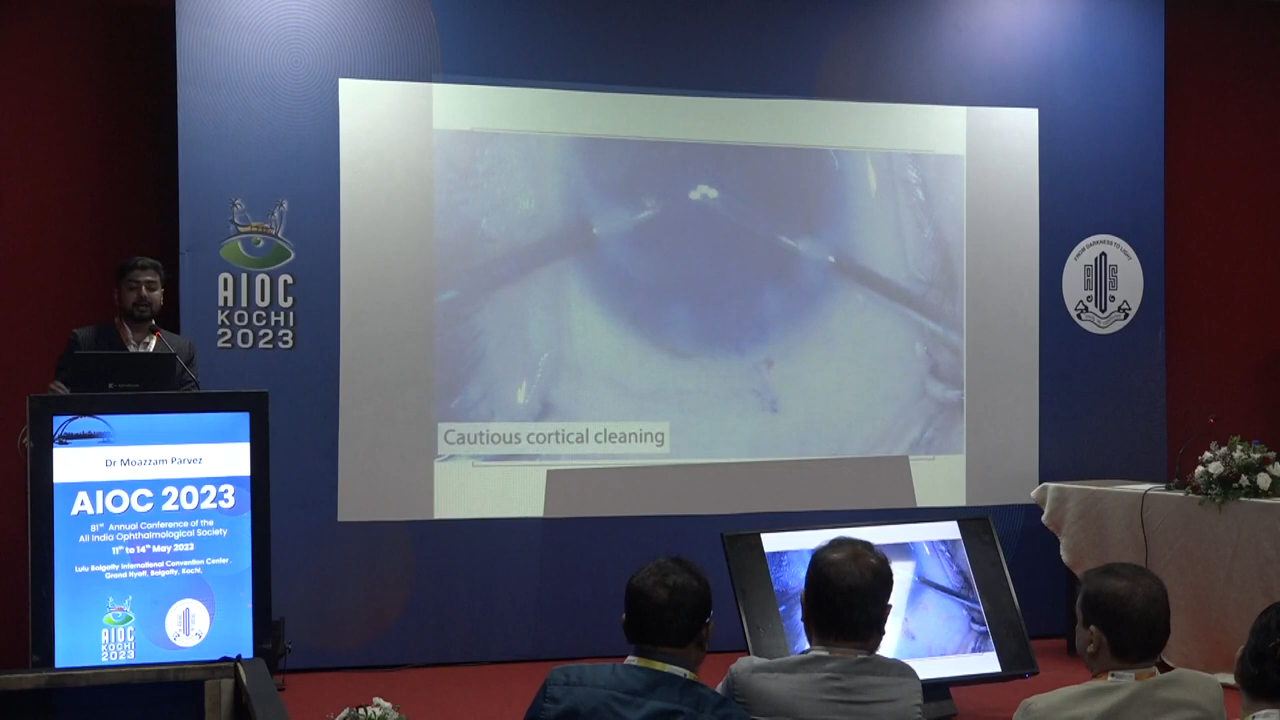 AIOC
KOCHI
2023
FROM DARKNESS TO LIGHT
AIOS
Cautious cortical cleaning
Dr Moazzam Parvez
AIOC 2023
81st Annual Conference of the
All India Ophthalmological Society
11th to 14th May 2023
Lulu Bolgatty International Convention Center,
Grand Hyatt, Bolgatty, Kochi.
AIOC
KOCHI
2023